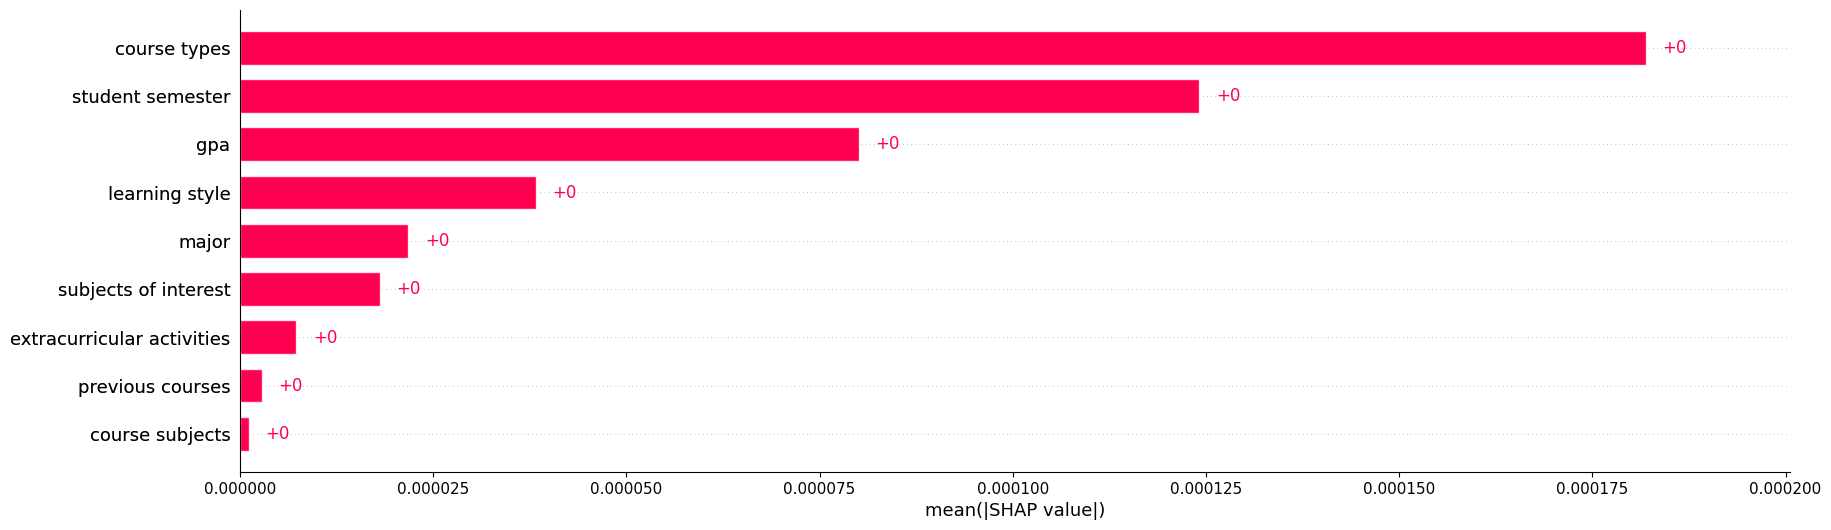 course types +0
student semester +0
gpa +0
learning style +0
major +0
subjects of interest +0
extracurricular activities +0
previous courses +0
course subjects +0
0.000000 0.000025 0.000050 0.000075 0.000100 0.000125 0.000150 0.000175 0.000200
mean(|SHAP value|)